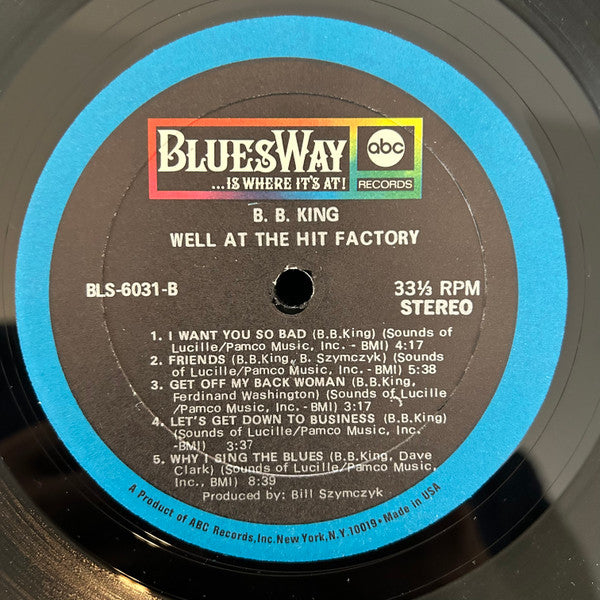 BLUESWAY
...IS WHERE IT'S AT!
abc
RECORDS
B. B. KING
WELL AT THE HIT FACTORY
BLS-6031-B
33⅓ RPM
STEREO
1. I WANT YOU SO BAD (B.B.King) (Sounds of
Lucille/Pamco Music, Inc. - BMI) 4:17
2. FRIENDS (B.B.King, B. Szymczyk) (Sounds
of Lucille/Pamco Music, Inc. - BMI) 5:38
3. GET OFF MY BACK WOMAN (B.B.King,
Ferdinand Washington) (Sounds of Lucille
/Pamco Music, Inc. - BMI) 3:17
4. LET'S GET DOWN TO BUSINESS (B.B.King)
(Sounds of Lucille/Pamco Music, Inc.
-BMI) 3:37
5. WHY I SING THE BLUES (B.B.King, Dave
Clark) (Sounds of Lucille/Pamco Music,
Inc., BMI) 8:39
Produced by: Bill Szymczyk
A Product of ABC Records, Inc. New York, N.Y. 10019 • Made in USA